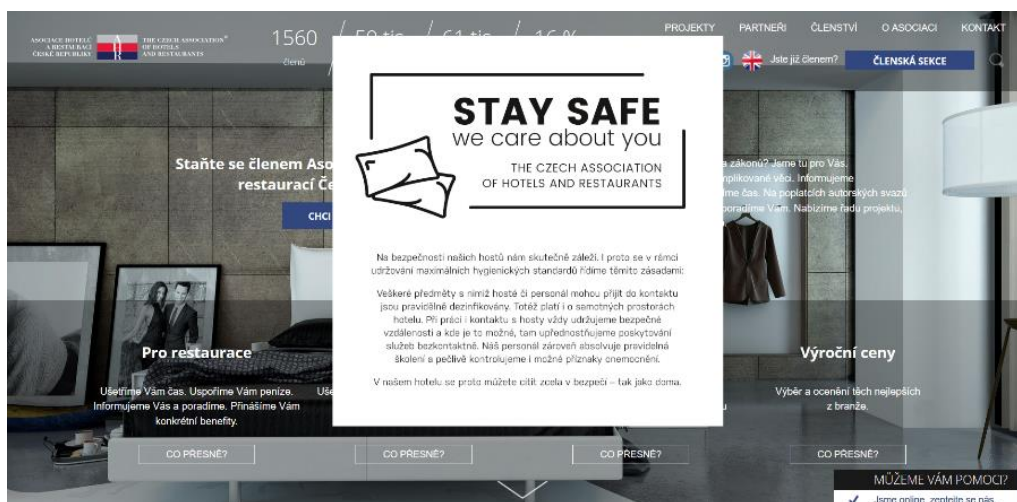 ASOCIACE HOTELŮ
A RESTAURACÍ
ČESKÉ REPUBLIKY
THE CZECH ASSOCIATION®
OF HOTELS
AND RESTAURANTS
1560
členů
PROJEKTY PARTNEŘI ČLENSTVÍ O ASOCIACI KONTAKT
Jste již členem?
ČLENSKÁ SEKCE
STAY SAFE
we care about you
THE CZECH ASSOCIATION
OF HOTELS AND RESTAURANTS
Na bezpečnosti našich hostů nám skutečně záleží. I proto se v rámci
udržování maximálních hygienických standardů řídíme těmito zásadami:
Veškeré předměty s nimiž hosté či personál mohou přijít do kontaktu
jsou pravidělně dezinfikovány. Totéž platí i o samotných prostorách
hotelu. Při práci i kontaktu s hosty vždy udržujeme bezpečné
vzdálenosti a kde je to možné, tam upřednostňujeme poskytování
služeb bezkontaktně. Náš personál zároveň absolvuje pravidelná
školení a pečlivě kontrolujeme i možné příznaky onemocnění.
V našem hotelu se proto můžete cítit zcela v bezpečí – tak jako doma.
Staňte se členem Aso
restaurací Če
CHCI
a zákonů? Jsme tu pro Vás.
mplikované věci. Informujeme
íme čas. Na poplatcích autorských svazů
poradíme Vám. Nabízíme řadu projektu,
Pro restaurace
Ušetříme Vám čas. Uspoříme Vám peníze.
Informujeme Vás a poradíme. Přinášíme Vám
konkrétní benefity.
Uše
Výroční ceny
Výběr a ocenění těch nejlepších
z branže.
CO PŘESNĚ? CO PŘESNĚ? CO PŘESNĚ? CO PŘESNĚ?
MŮŽEME VÁM POMOCI?
Jsme online, zeptejte se nás